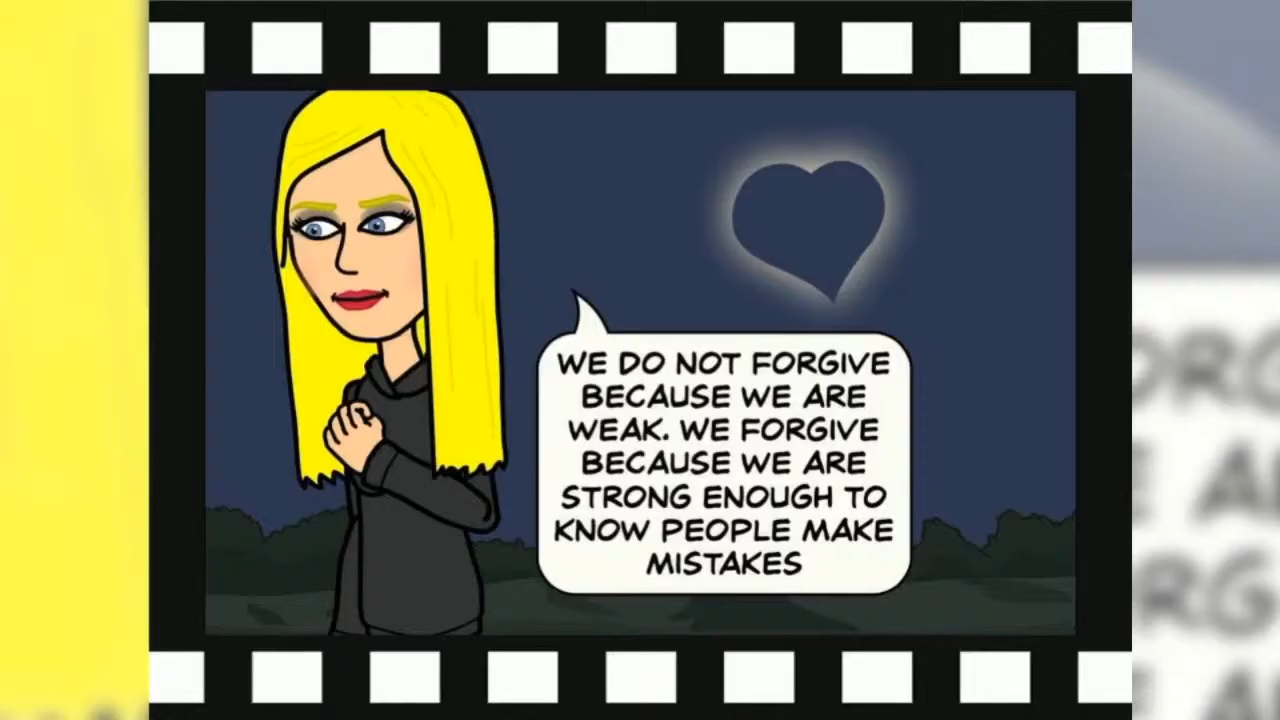 WE DO NOT FORGIVE
BECAUSE WE ARE
WEAK. WE FORGIVE
BECAUSE WE ARE
STRONG ENOUGH TO
KNOW PEOPLE MAKE
MISTAKES